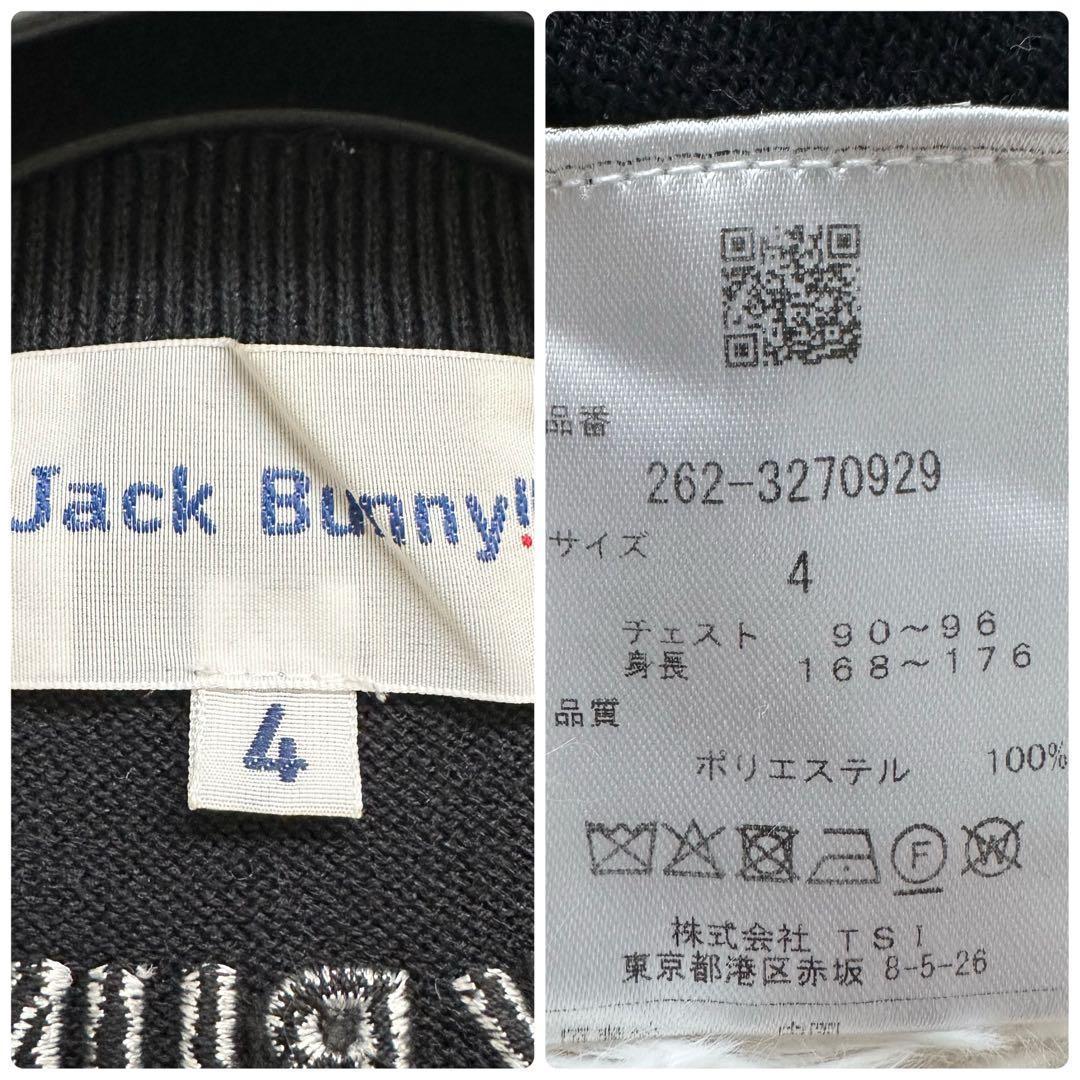 Jack Bunny!!
4
品番
262-3270929
サイズ
4
チェスト 90～96
身長 168～176
品質
ポリエステル 100%
F W
株式会社 TSI
東京都港区赤坂 8-5-26